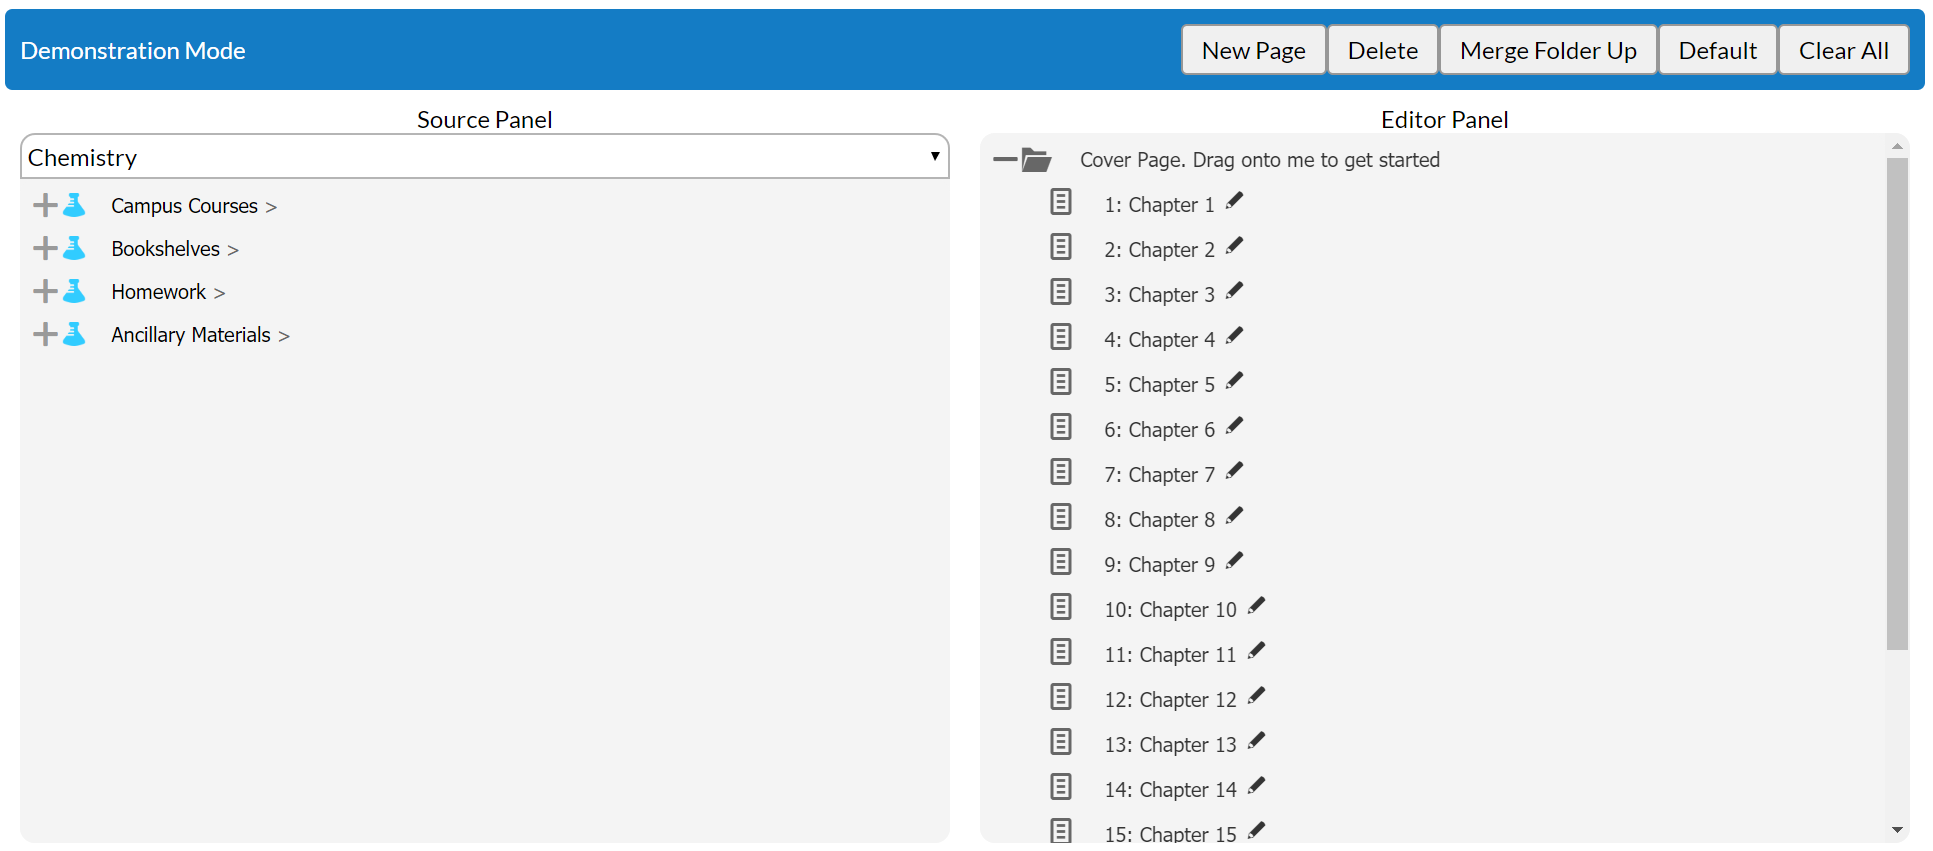 Demonstration Mode
New Page
Delete
Merge Folder Up
Default
Clear All
Source Panel
Chemistry
Campus Courses >
Bookshelves >
Homework >
Ancillary Materials >
Editor Panel
Cover Page. Drag onto me to get started
1: Chapter 1
2: Chapter 2
3: Chapter 3
4: Chapter 4
5: Chapter 5
6: Chapter 6
7: Chapter 7
8: Chapter 8
9: Chapter 9
10: Chapter 10
11: Chapter 11
12: Chapter 12
13: Chapter 13
14: Chapter 14
15: Chapter 15